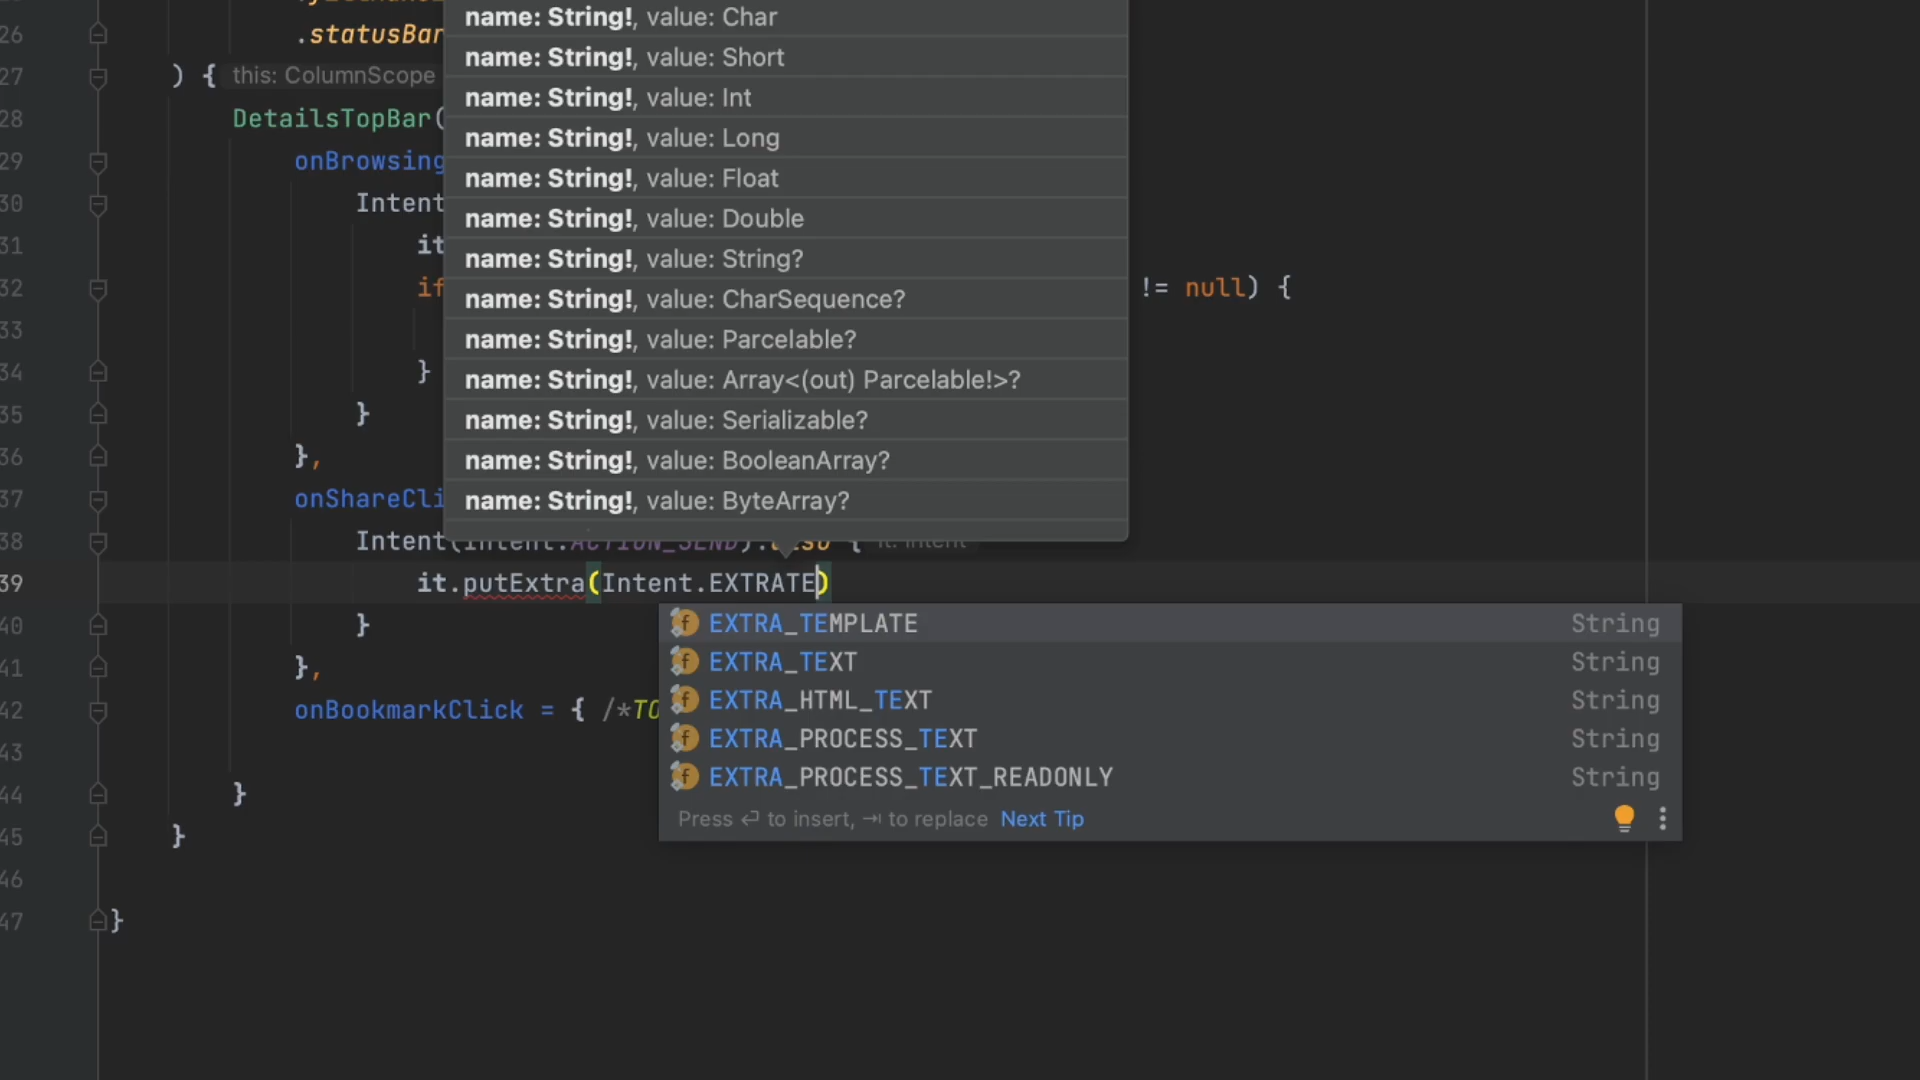 name: String!, value: Char
26 .statusBar
name: String!, value: Short
27 ) { this: ColumnScope
name: String!, value: Int
28 DetailsTopBar(
name: String!, value: Long
29 onBrowsing
name: String!, value: Float
30 Intent
name: String!, value: Double
31 it
name: String!, value: String?
32 if != null) {
name: String!, value: CharSequence?
33
name: String!, value: Parcelable?
34 }
name: String!, value: Array<(out) Parcelable!>?
35 }
name: String!, value: Serializable?
36 },
name: String!, value: BooleanArray?
37 onShareCli
name: String!, value: ByteArray?
38 Intent(Intent.ACTION_SEND).also { it: Intent
39 it.putExtra(Intent.EXTRATE)
40 }
EXTRA_TEMPLATE String
41 },
EXTRA_TEXT String
42 onBookmarkClick = { /*TO
EXTRA_HTML_TEXT String
43
EXTRA_PROCESS_TEXT String
44 }
EXTRA_PROCESS_TEXT_READONLY String
Press ⏎ to insert, ⇥ to replace Next Tip
45 }
46
47 }